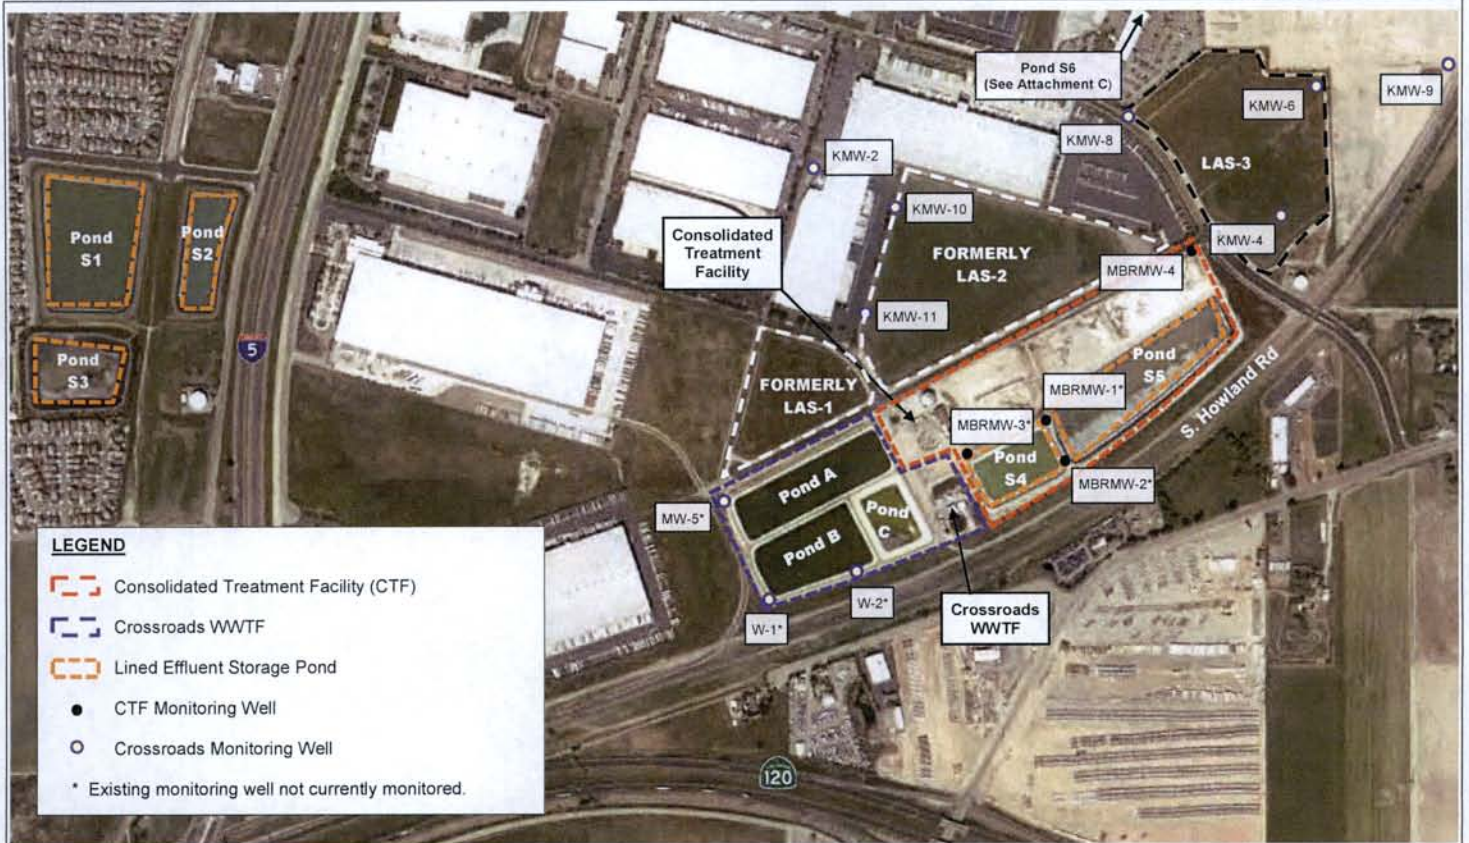 Pond S6
(See Attachment C)
KMW-6
KMW-9
KMW-8
KMW-2
LAS-3
KMW-10
KMW-4
Consolidated
Treatment
Facility
FORMERLY
LAS-2
MBRMW-4
Pond
S1
Pond
S2
KMW-11
5
Pond
S3
Pond
S5
S. Howland Rd
FORMERLY
LAS-1
MBRMW-1*
MBRMW-3*
Pond
S4
MBRMW-2*
Pond A
MW-5*
Pond
C
Pond B
W-2*
W-1*
Crossroads
WWTF
120
LEGEND
Consolidated Treatment Facility (CTF)
Crossroads WWTF
Lined Effluent Storage Pond
CTF Monitoring Well
Crossroads Monitoring Well
* Existing monitoring well not currently monitored.